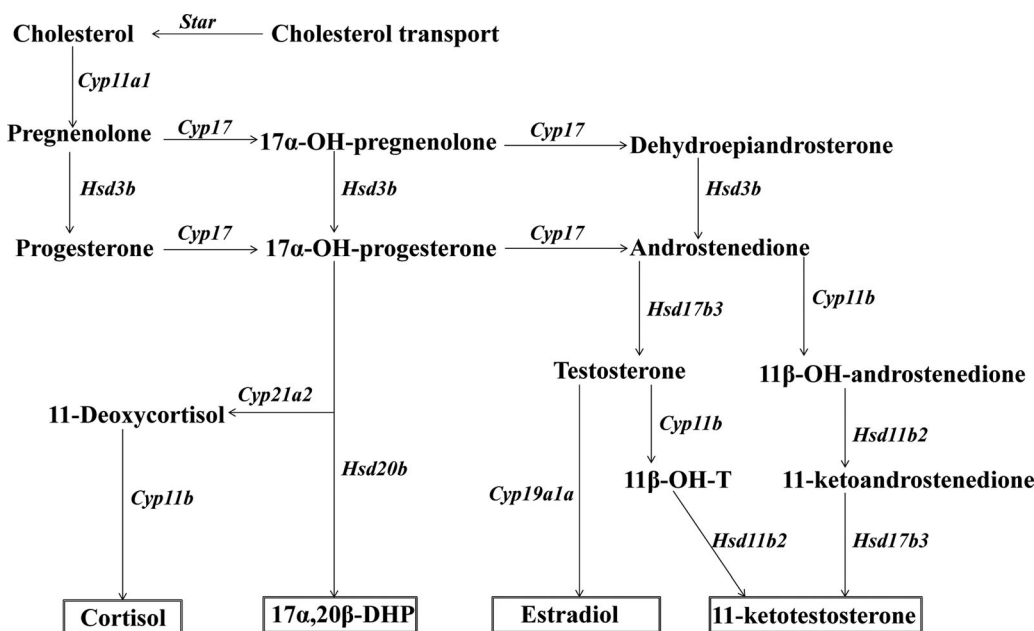 Cholesterol Star Cholesterol transport
Cyp11a1
Pregnenolone Cyp17 17α-OH-pregnenolone Cyp17 Dehydroepiandrosterone
Hsd3b Hsd3b Hsd3b
Progesterone Cyp17 17α-OH-progesterone Cyp17 Androstenedione
Hsd17b3 Cyp11b
Testosterone 11β-OH-androstenedione
11-Deoxycortisol Cyp21a2
Cyp11b Hsd11b2
Hsd20b
11β-OH-T 11-ketoandrostenedione
Cyp11b Cyp19a1a
Hsd11b2 Hsd17b3
Cortisol 17α,20β-DHP Estradiol 11-ketotestosterone